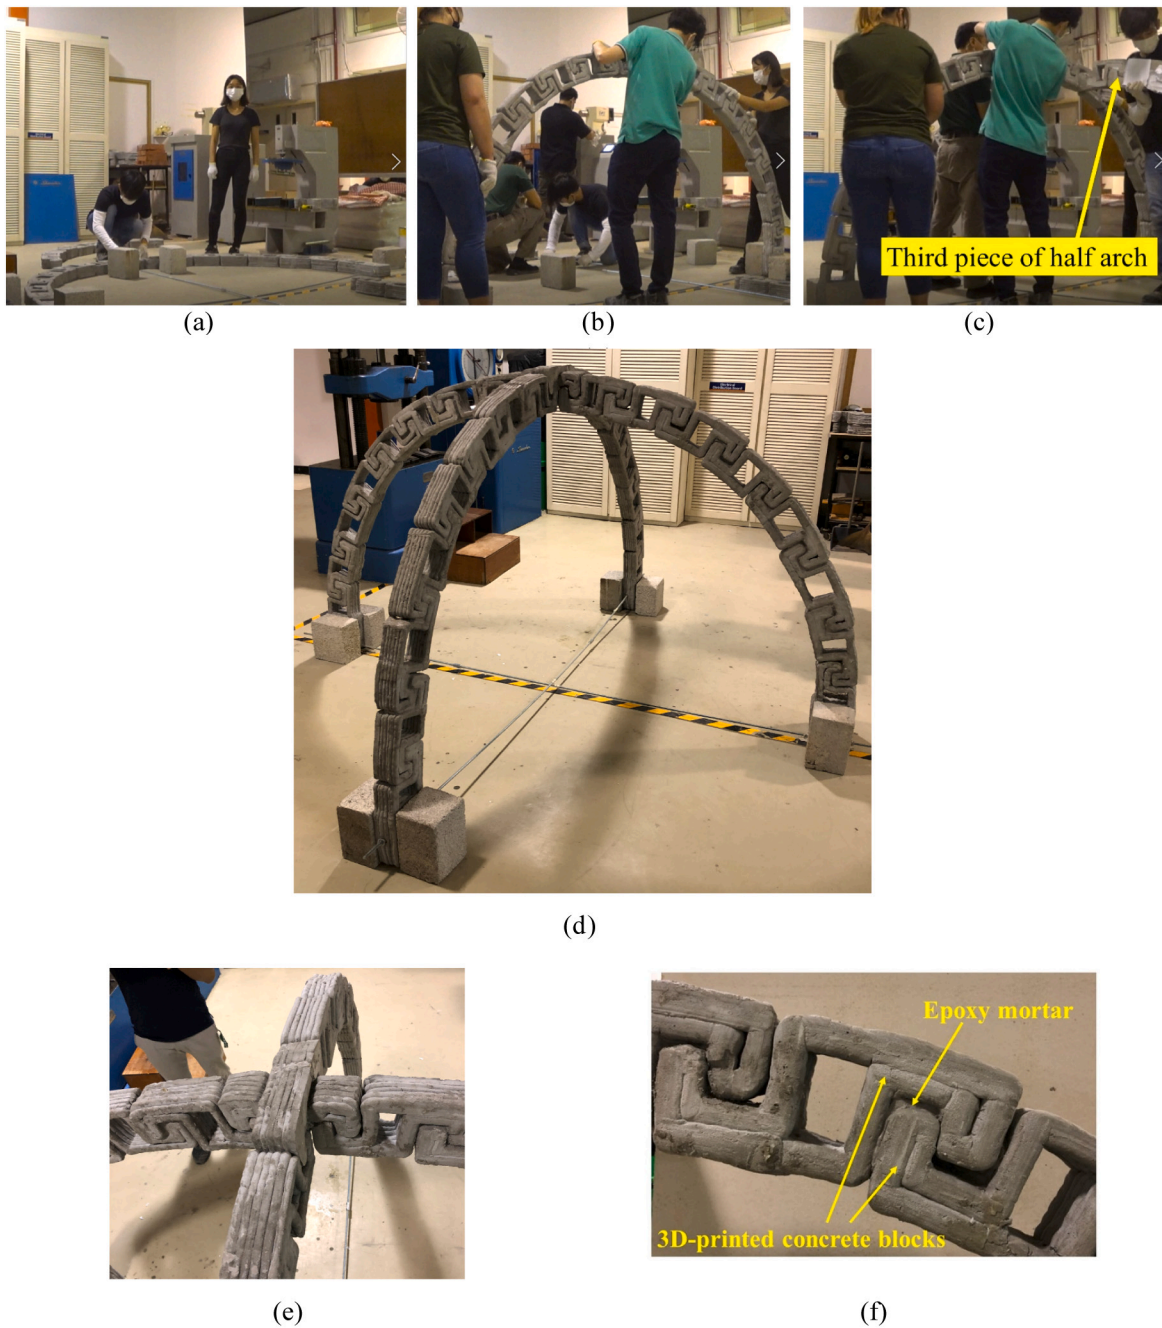 Third piece of half arch
(a)
(b)
(c)
(d)
Epoxy mortar
3D-printed concrete blocks
(e)
(f)